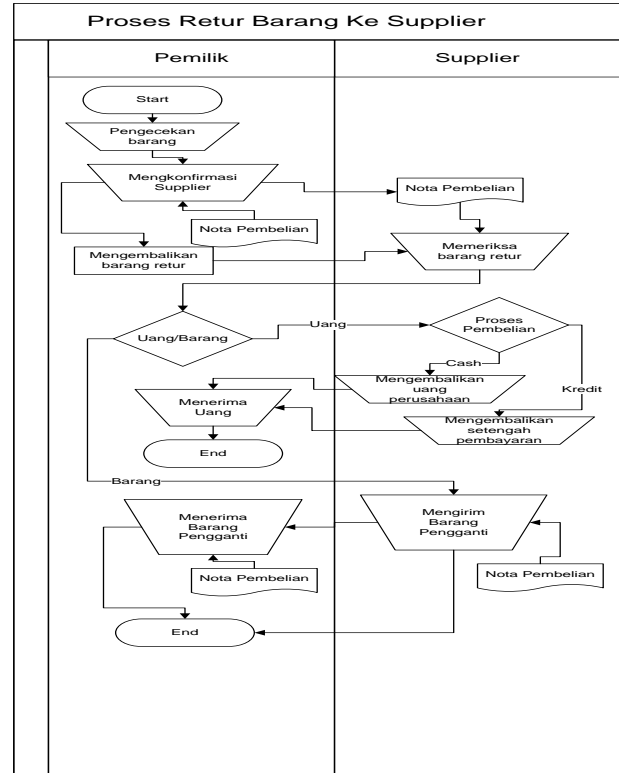 Proses Retur Barang Ke Supplier
Pemilik
Supplier
Start
Pengecekan
barang
Mengkonfirmasi
Supplier
Nota Pembelian
Nota Pembelian
Mengembalikan
barang retur
Memeriksa
barang retur
Uang/Barang
Uang
Proses
Pembelian
Cash
Kredit
Mengembalikan
uang
perusahaan
Menerima
Uang
Mengembalikan
setengah
pembayaran
End
Barang
Menerima
Barang
Pengganti
Mengirim
Barang
Pengganti
Nota Pembelian
Nota Pembelian
End